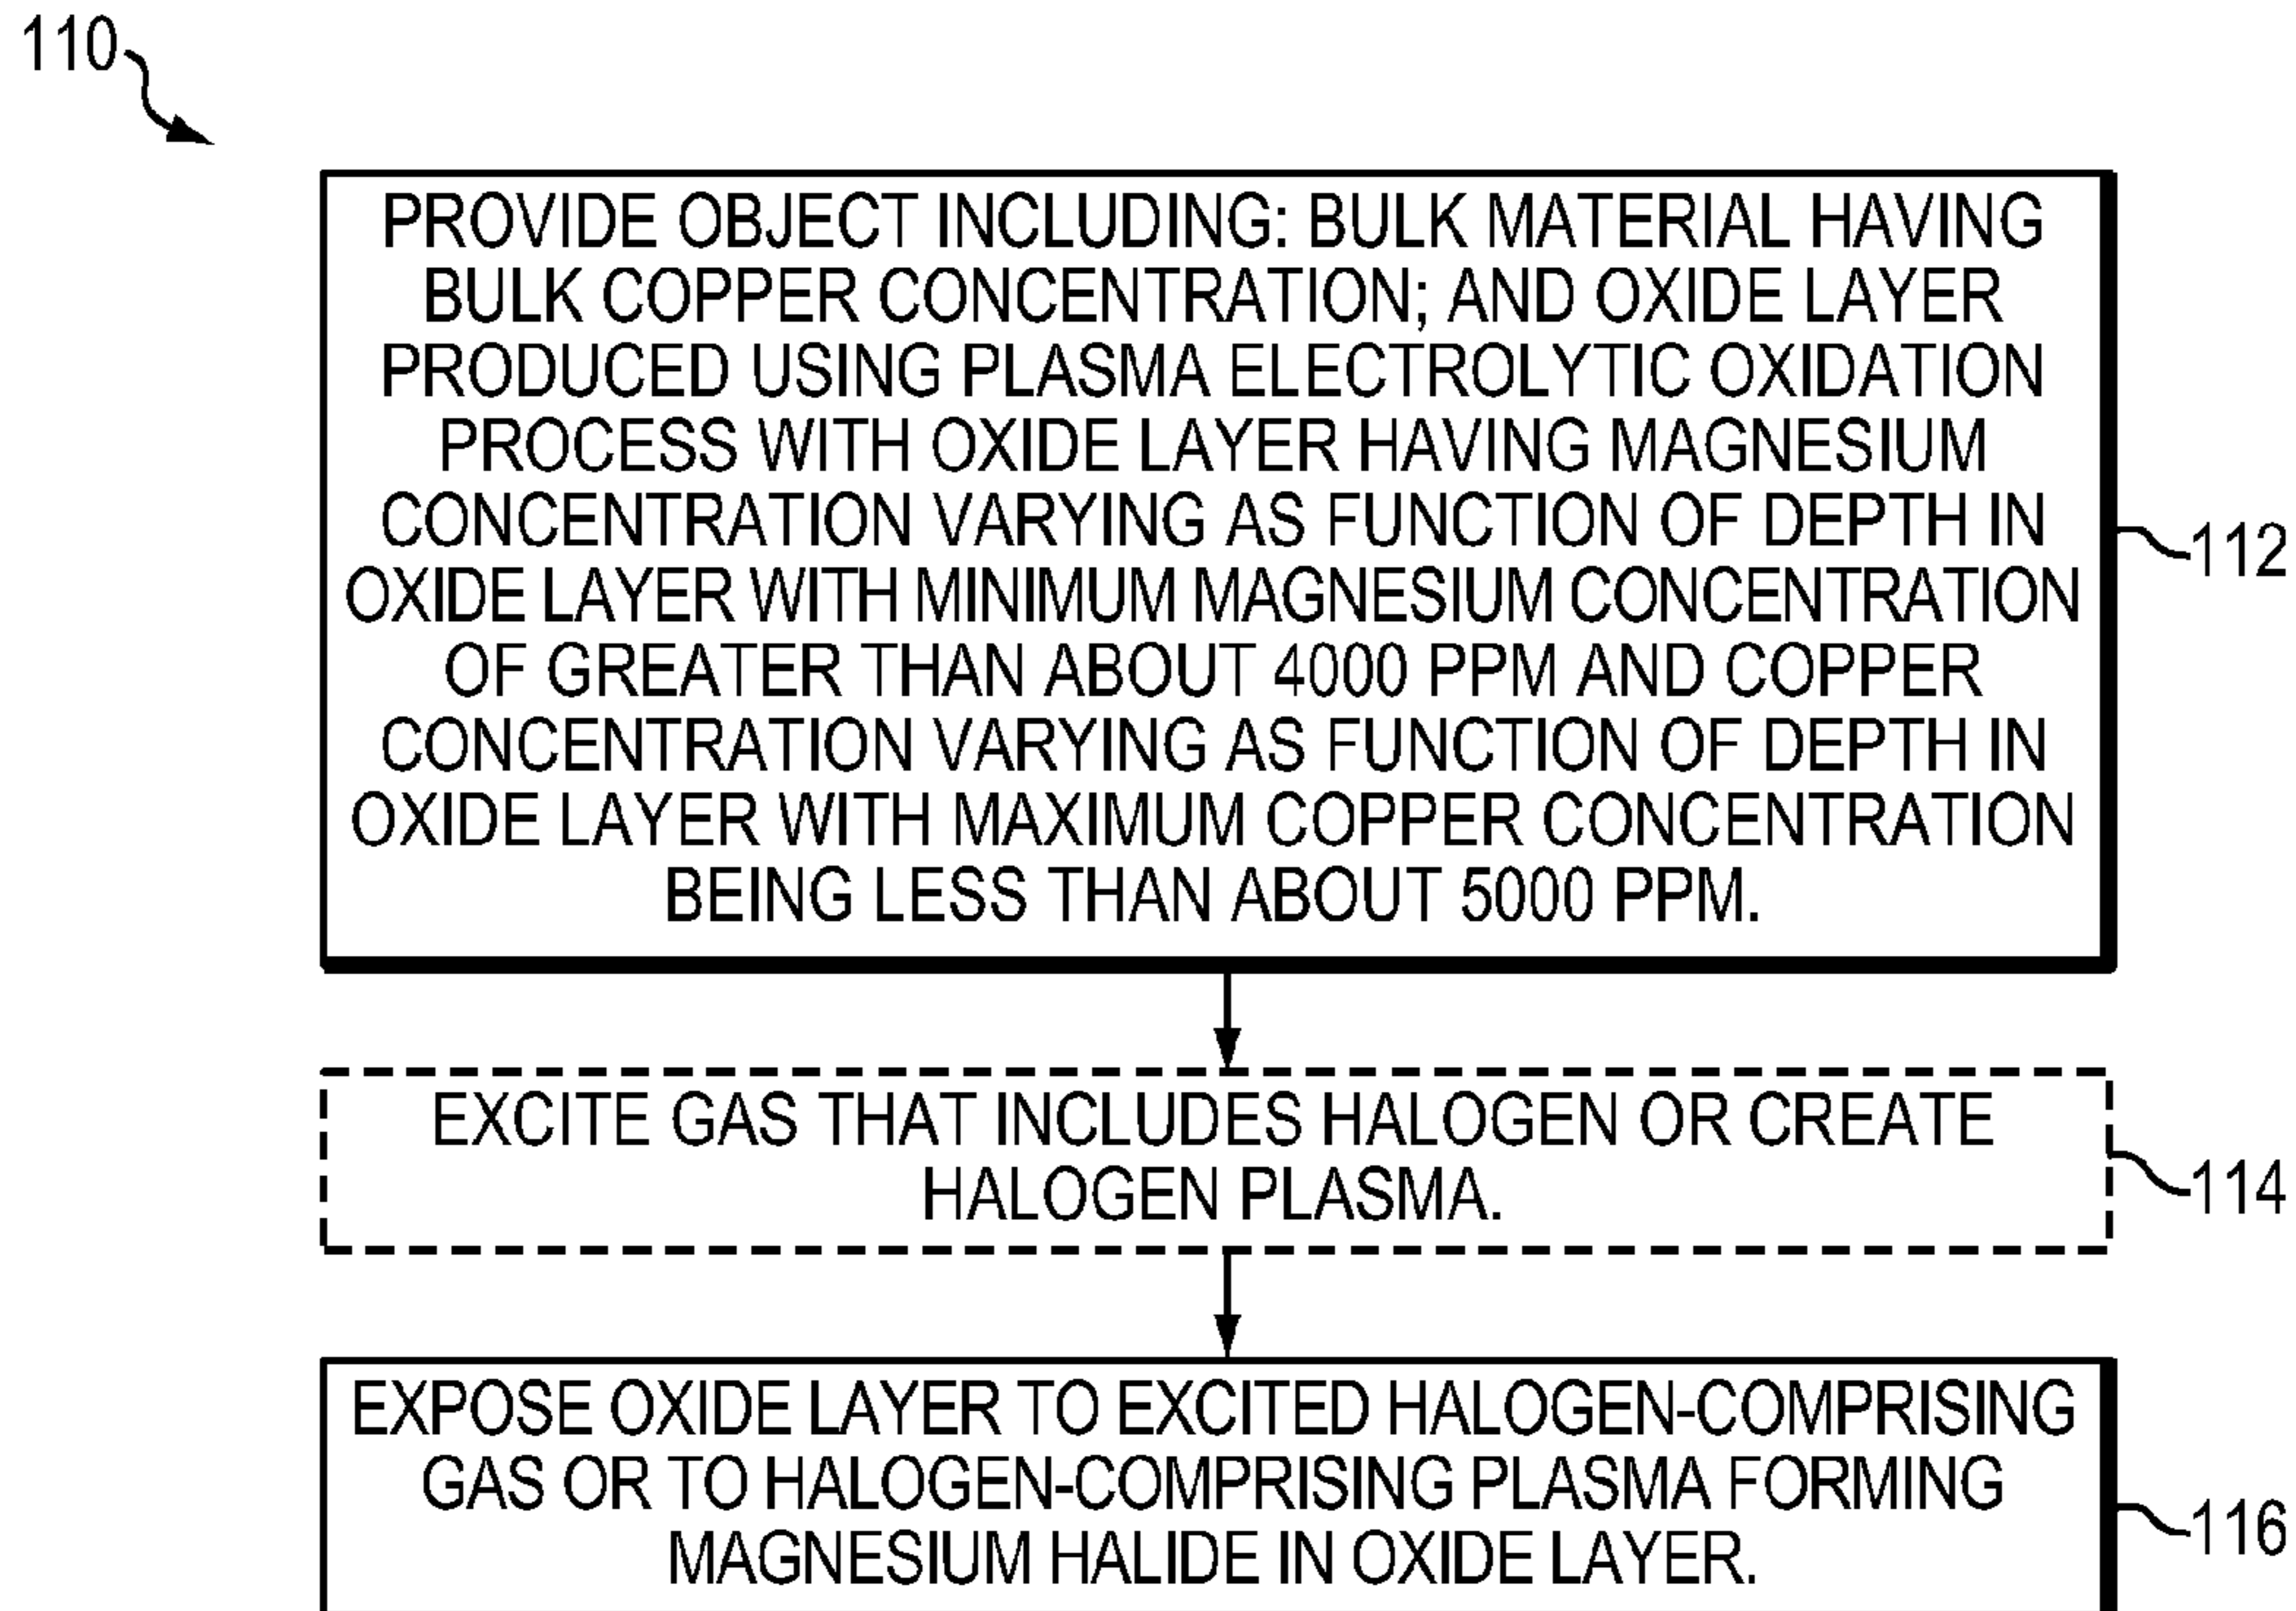 110
PROVIDE OBJECT INCLUDING: BULK MATERIAL HAVING
BULK COPPER CONCENTRATION; AND OXIDE LAYER
PRODUCED USING PLASMA ELECTROLYTIC OXIDATION
PROCESS WITH OXIDE LAYER HAVING MAGNESIUM
CONCENTRATION VARYING AS FUNCTION OF DEPTH IN
OXIDE LAYER WITH MINIMUM MAGNESIUM CONCENTRATION
OF GREATER THAN ABOUT 4000 PPM AND COPPER
CONCENTRATION VARYING AS FUNCTION OF DEPTH IN
OXIDE LAYER WITH MAXIMUM COPPER CONCENTRATION
BEING LESS THAN ABOUT 5000 PPM.
112
EXCITE GAS THAT INCLUDES HALOGEN OR CREATE
HALOGEN PLASMA.
114
EXPOSE OXIDE LAYER TO EXCITED HALOGEN-COMPRISING
GAS OR TO HALOGEN-COMPRISING PLASMA FORMING
MAGNESIUM HALIDE IN OXIDE LAYER.
116